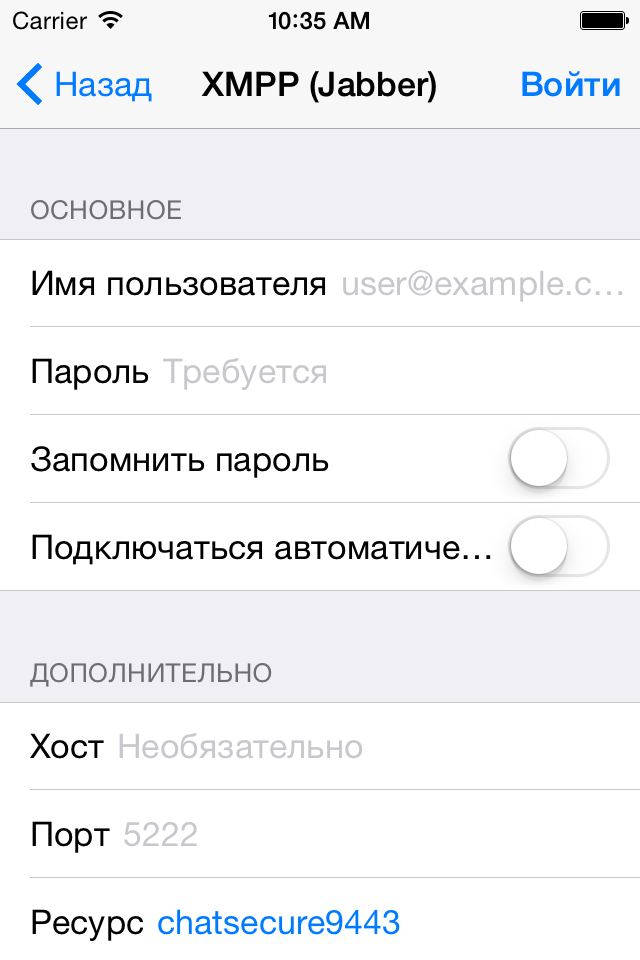 Carrier 10:35 AM
Назад XMPP (Jabber) Войти
ОСНОВНОЕ
Имя пользователя user@example.c…
Пароль Требуется
Запомнить пароль
Подключаться автоматиче…
ДОПОЛНИТЕЛЬНО
Хост Необязательно
Порт 5222
Ресурс chatsecure9443